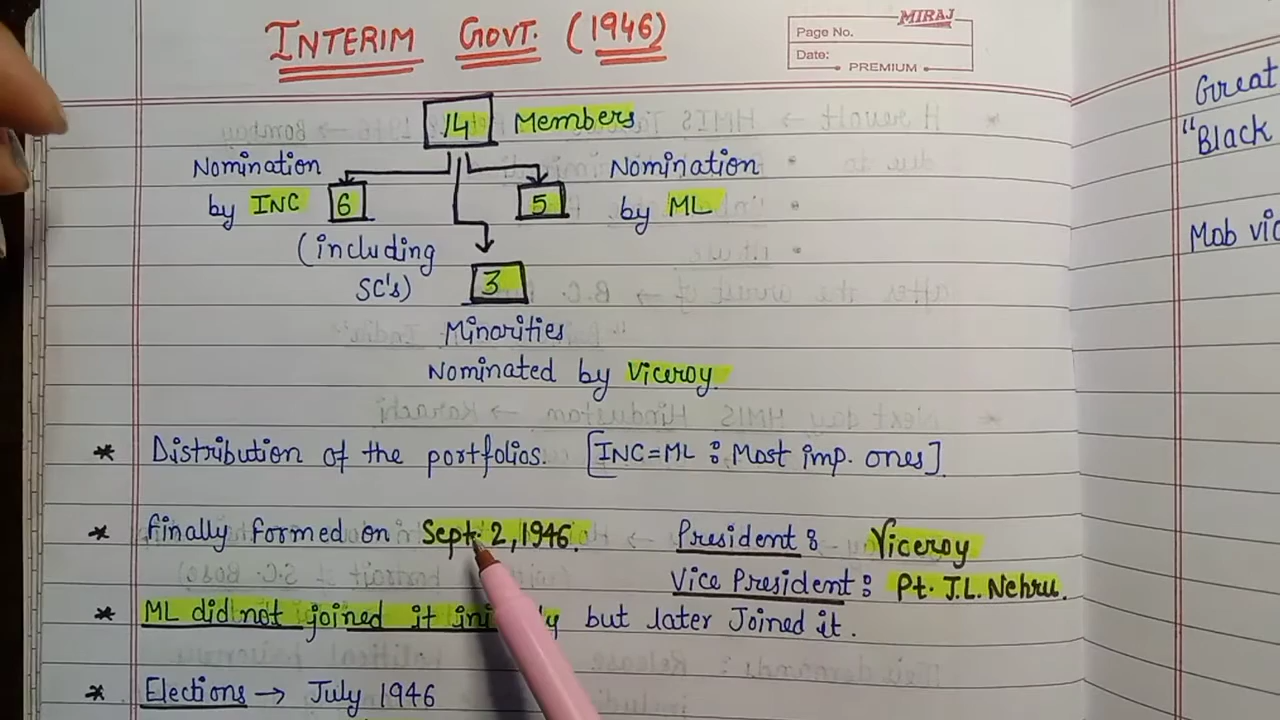 INTERIM GOVT. (1946)
MIRAJ
Page No.
Date:
PREMIUM
14 Members
Nomination by INC 6
(including SC's)
5 Nomination by ML
3
Minorities
Nominated by Viceroy.
* Distribution of the portfolios. [INC=ML : Most imp. ones]
* Finally formed on Sept. 2, 1946. President : Viceroy
Vice President : Pt. J.L. Nehru.
* ML did not joined it but later Joined it.
* Elections → July 1946
Great
"Black
Mob